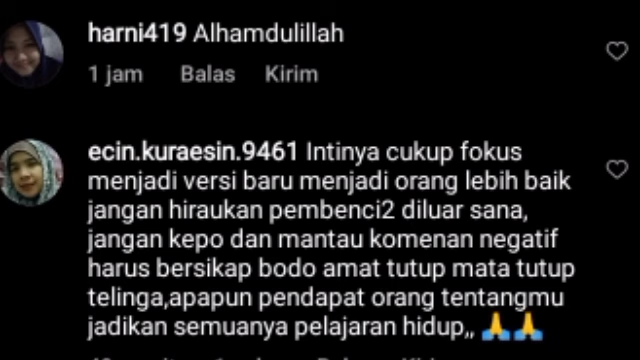 harni419 Alhamdulillah
1 jam Balas Kirim
ecin.kuraesin.9461 Intinya cukup fokus
menjadi versi baru menjadi orang lebih baik
jangan hiraukan pembenci2 diluar sana,
jangan kepo dan mantau komenan negatif
harus bersikap bodo amat tutup mata tutup
telinga,apapun pendapat orang tentangmu
jadikan semuanya pelajaran hidup,, 🙏🙏